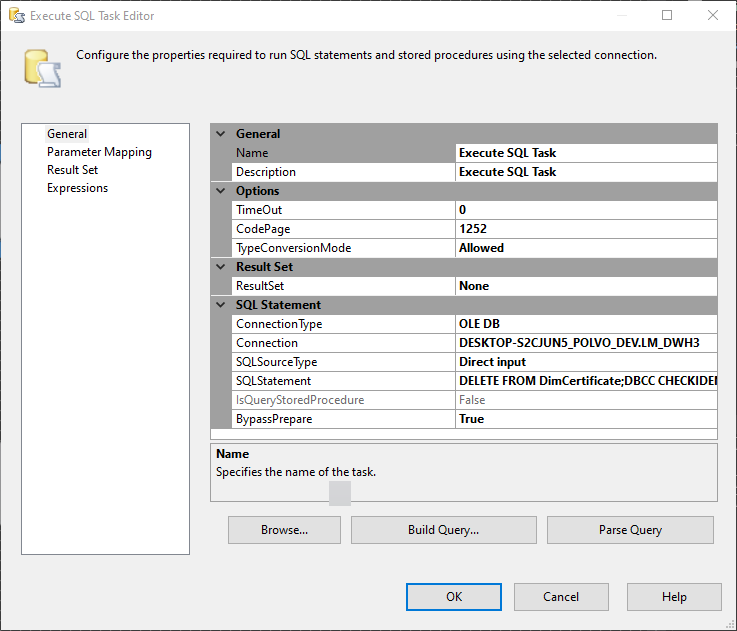 Execute SQL Task Editor
Configure the properties required to run SQL statements and stored procedures using the selected connection.
General
Parameter Mapping
Result Set
Expressions
General
Name Execute SQL Task
Description Execute SQL Task
Options
TimeOut 0
CodePage 1252
TypeConversionMode Allowed
Result Set
ResultSet None
SQL Statement
ConnectionType OLE DB
Connection DESKTOP-S2CJUN5_POLVO_DEV.LM_DWH3
SQLSourceType Direct input
SQLStatement DELETE FROM DimCertificate;DBCC CHECKIDEN
IsQueryStoredProcedure False
BypassPrepare True
Name
Specifies the name of the task.
Browse... Build Query... Parse Query
OK Cancel Help